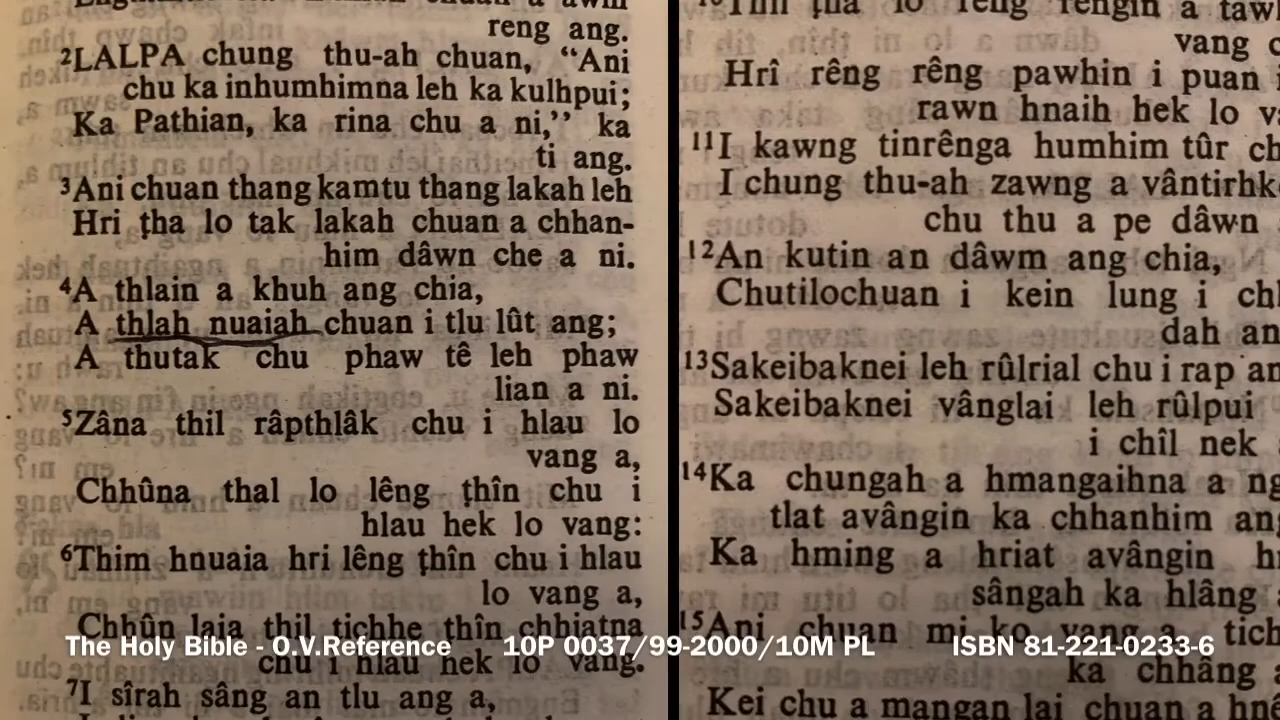 reng ang.
²LALPA chung thu-ah chuan, “Ani
chu ka inhumhimna leh ka kulhpui;
Ka Pathian, ka rina chu a ni,’’ ka
ti ang.
³Ani chuan thang kamtu thang lakah leh
Hri ṭha lo tak lakah chuan a chhan-
him dâwn che a ni.
⁴A thlain a khuh ang chia,
A thlah nuaiah chuan i tlu lût ang;
A thutak chu phaw tê leh phaw
lian a ni.
⁵Zâna thil râpthlâk chu i hlau lo
vang a,
Chhûna thal lo lêng ṭhîn chu i
hlau hek lo vang:
⁶Thim hnuaia hri lêng ṭhîn chu i hlau
lo vang a,
Chhûn laia thil tichhe ṭhîn chhiatna
chu i hlau hek lo vang.
⁷I sîrah sâng an tlu ang a,
ṭha lo rêng rengin a
vang
Hrî rêng rêng pawhin i puan
rawn hnaih hek lo
¹¹I kawng tinrênga humhim tûr
I chung thu-ah zawng a
chu thu a pe dâwn
¹²An kutin an dâwm ang chia,
Chutilochuan i kein lung i
dah
¹³Sakeibaknei leh rûlrial chu i rap
Sakeibaknei vânglai leh rûlpui
i chîl nek
¹⁴Ka chungah a hmangaihna a
tlat avângin ka chhanhim
Ka hming a hriat avângin
sângah ka hlâng
¹⁵Ani chuan mi ko vang a,
ka chhâng
Kei chu a mangan lai chuan a
The Holy Bible - O.V.Reference 10P 0037/99-2000/10M PL ISBN 81-221-0233-6